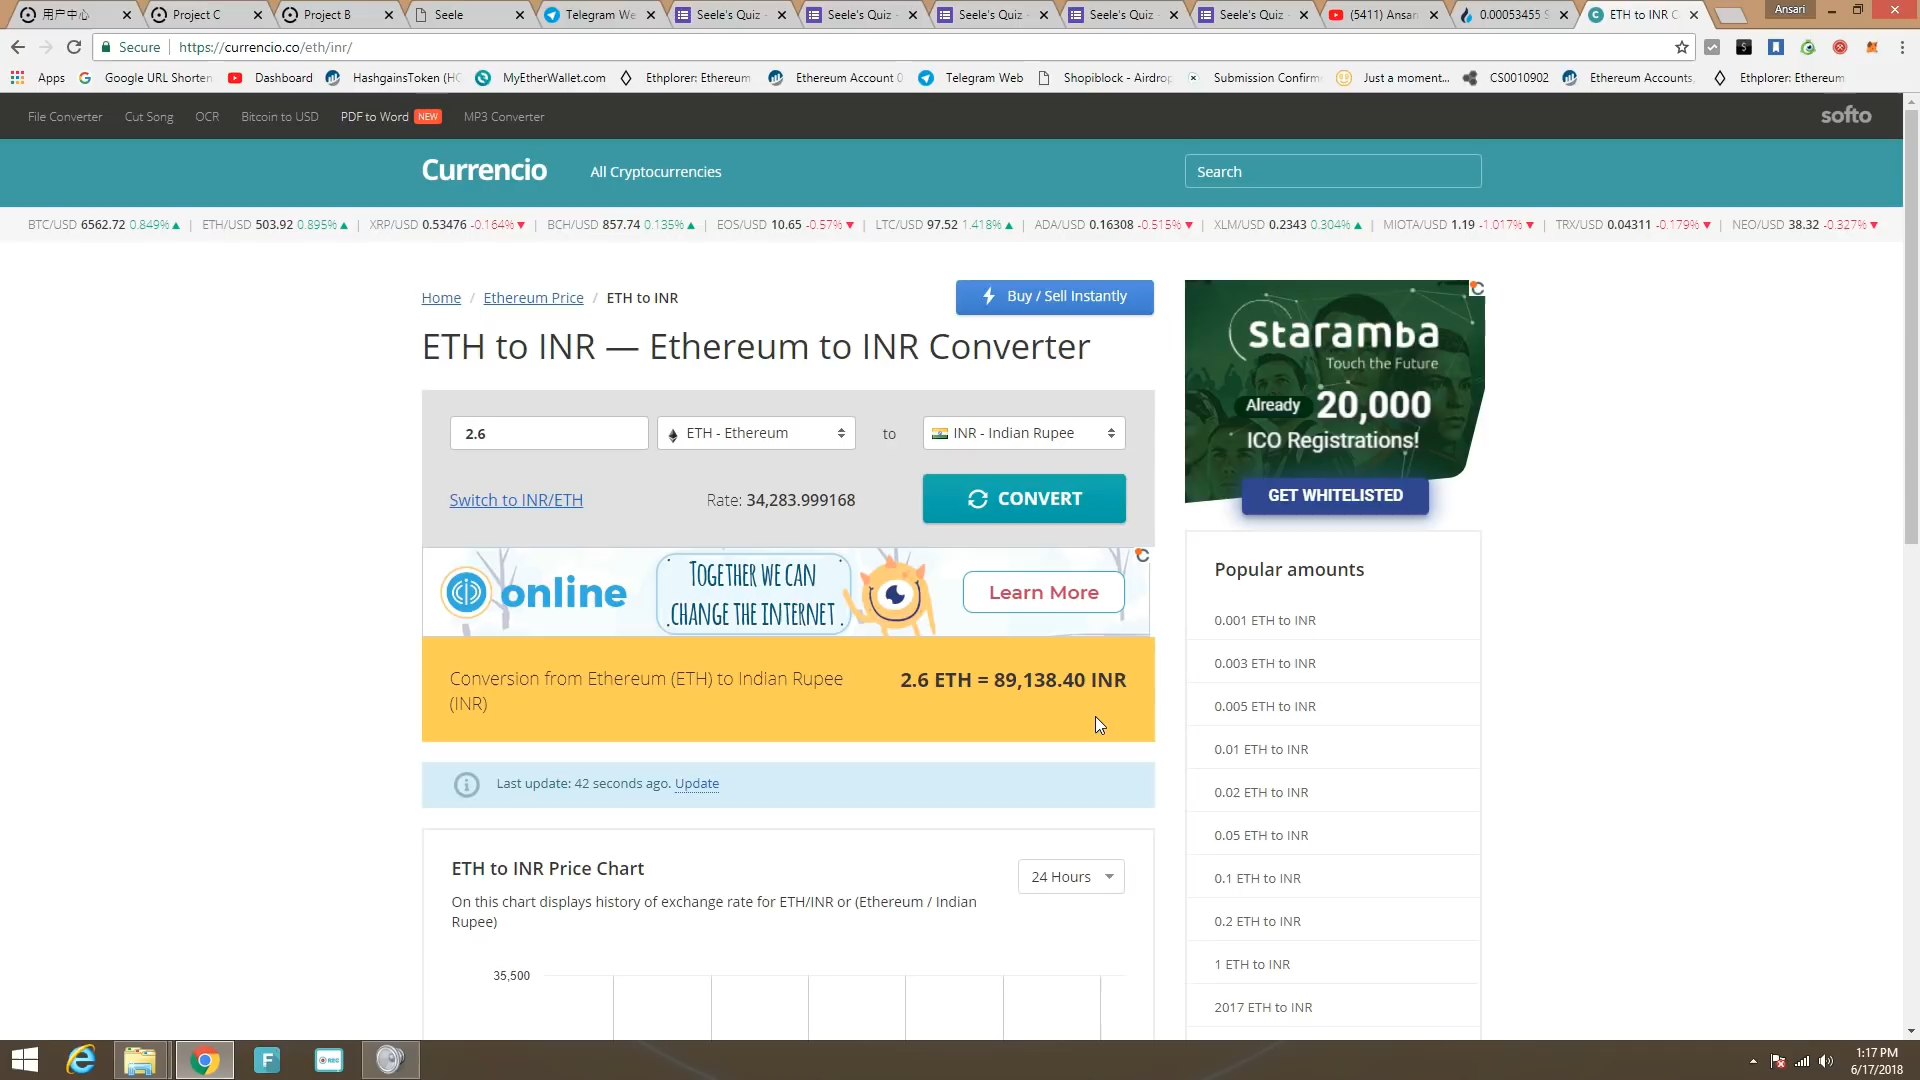 用户中心
Project C
Project B
Seele
Telegram We
Seele's Quiz -
Seele's Quiz -
Seele's Quiz -
Seele's Quiz -
Seele's Quiz -
(5411) Ansari
0.00053455 S
ETH to INR C
Ansari
Secure
https://currencio.co/eth/inr/
Apps
Google URL Shorten
Dashboard
HashgainsToken (HG
MyEtherWallet.com
Ethplorer: Ethereum
Ethereum Account 0
Telegram Web
Shopiblock - Airdrop
Submission Confirm
Just a moment...
CS0010902
Ethereum Accounts,
Ethplorer: Ethereum
File Converter
Cut Song
OCR
Bitcoin to USD
PDF to Word NEW
MP3 Converter
softo
Currencio
All Cryptocurrencies
Search
BTC/USD 6562.72 0.849% ▲ | ETH/USD 503.92 0.895% ▲ | XRP/USD 0.53476 -0.164% ▼ | BCH/USD 857.74 0.135% ▲ | EOS/USD 10.65 -0.57% ▼ | LTC/USD 97.52 1.418% ▲ | ADA/USD 0.16308 -0.515% ▼ | XLM/USD 0.2343 0.304% ▲ | MIOTA/USD 1.19 -1.017% ▼ | TRX/USD 0.04311 -0.179% ▼ | NEO/USD 38.32 -0.327% ▼
Home / Ethereum Price / ETH to INR
Buy / Sell Instantly
ETH to INR — Ethereum to INR Converter
2.6
ETH - Ethereum
to
INR - Indian Rupee
Switch to INR/ETH
Rate: 34,283.999168
CONVERT
online
TOGETHER WE CAN
CHANGE THE INTERNET
Learn More
Conversion from Ethereum (ETH) to Indian Rupee
(INR)
2.6 ETH = 89,138.40 INR
Last update: 42 seconds ago. Update
ETH to INR Price Chart
24 Hours
On this chart displays history of exchange rate for ETH/INR or (Ethereum / Indian
Rupee)
35,500
Staramba
Touch the Future
Already 20,000
ICO Registrations!
GET WHITELISTED
Popular amounts
0.001 ETH to INR
0.003 ETH to INR
0.005 ETH to INR
0.01 ETH to INR
0.02 ETH to INR
0.05 ETH to INR
0.1 ETH to INR
0.2 ETH to INR
1 ETH to INR
2017 ETH to INR
F
REC
1:17 PM
6/17/2018